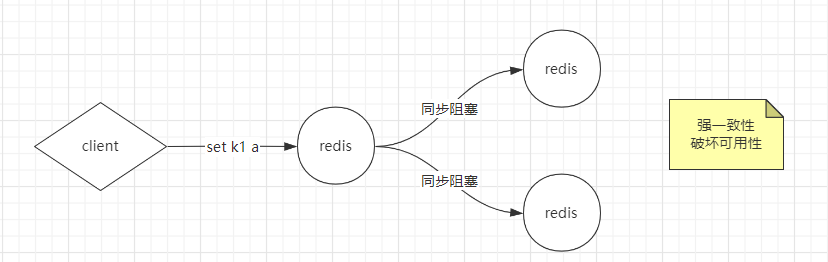 client
set k1 a
redis
同步阻塞
redis
同步阻塞
redis
强一致性
破坏可用性